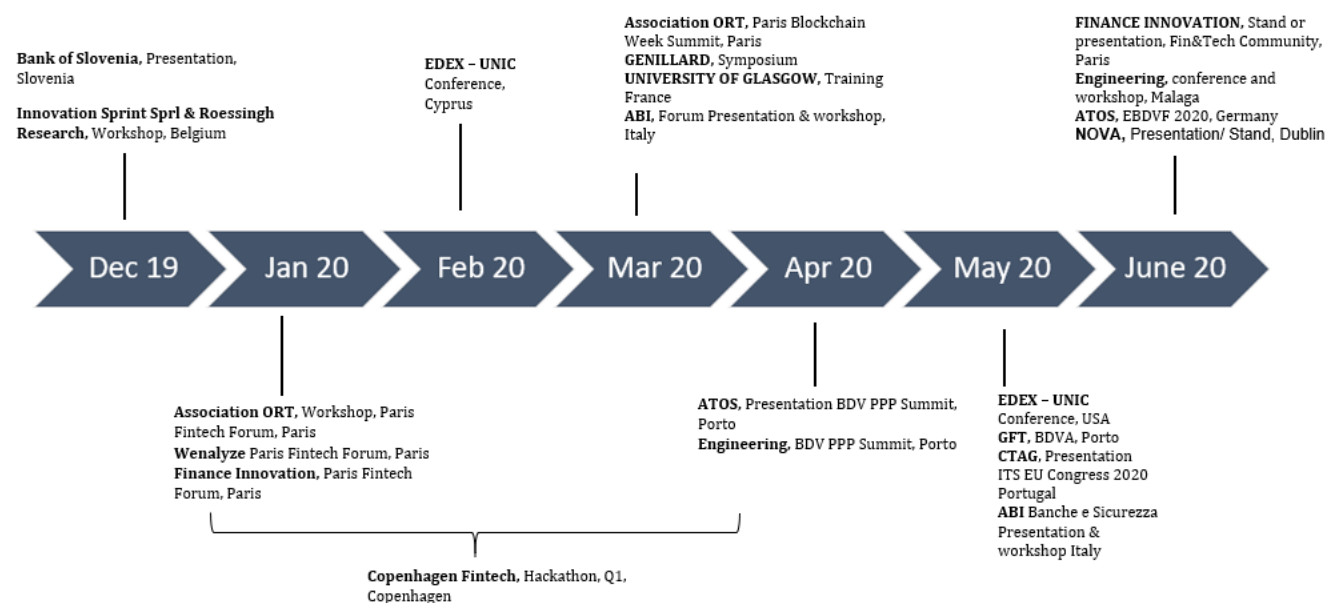 Bank of Slovenia, Presentation,
Slovenia
Innovation Sprint Sprl & Roessingh
Research, Workshop, Belgium
EDEX – UNIC
Conference,
Cyprus
Association ORT, Paris Blockchain
Week Summit, Paris
GENILLARD, Symposium
UNIVERSITY OF GLASGOW, Training
France
ABI, Forum Presentation & workshop,
Italy
FINANCE INNOVATION, Stand or
presentation, Fin&Tech Community,
Paris
Engineering, conference and
workshop, Malaga
ATOS, EBDVF 2020, Germany
NOVA, Presentation/ Stand, Dublin
Dec 19
Jan 20
Feb 20
Mar 20
Apr 20
May 20
June 20
Association ORT, Workshop, Paris
Fintech Forum, Paris
Wenalyze Paris Fintech Forum, Paris
Finance Innovation, Paris Fintech
Forum, Paris
Copenhagen Fintech, Hackathon, Q1,
Copenhagen
ATOS, Presentation BDV PPP Summit,
Porto
Engineering, BDV PPP Summit, Porto
EDEX – UNIC
Conference, USA
GFT, BDVA, Porto
CTAG, Presentation
ITS EU Congress 2020
Portugal
ABI Banche e Sicurezza
Presentation &
workshop Italy